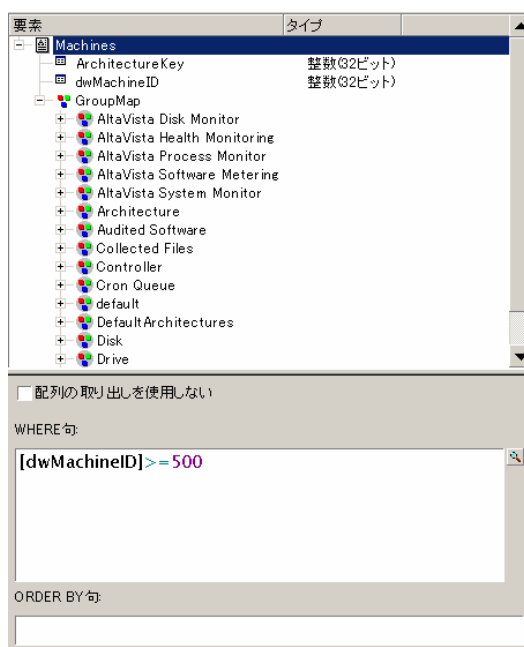 要素 タイプ
Machines
ArchitectureKey 整数(32ビット)
dwMachineID 整数(32ビット)
GroupMap
AltaVista Disk Monitor
AltaVista Health Monitoring
AltaVista Process Monitor
AltaVista Software Metering
AltaVista System Monitor
Architecture
Audited Software
Collected Files
Controller
Cron Queue
default
DefaultArchitectures
Disk
Drive
配列の取り出しを使用しない
WHERE句:
[dwMachineID]>=500
ORDER BY句: